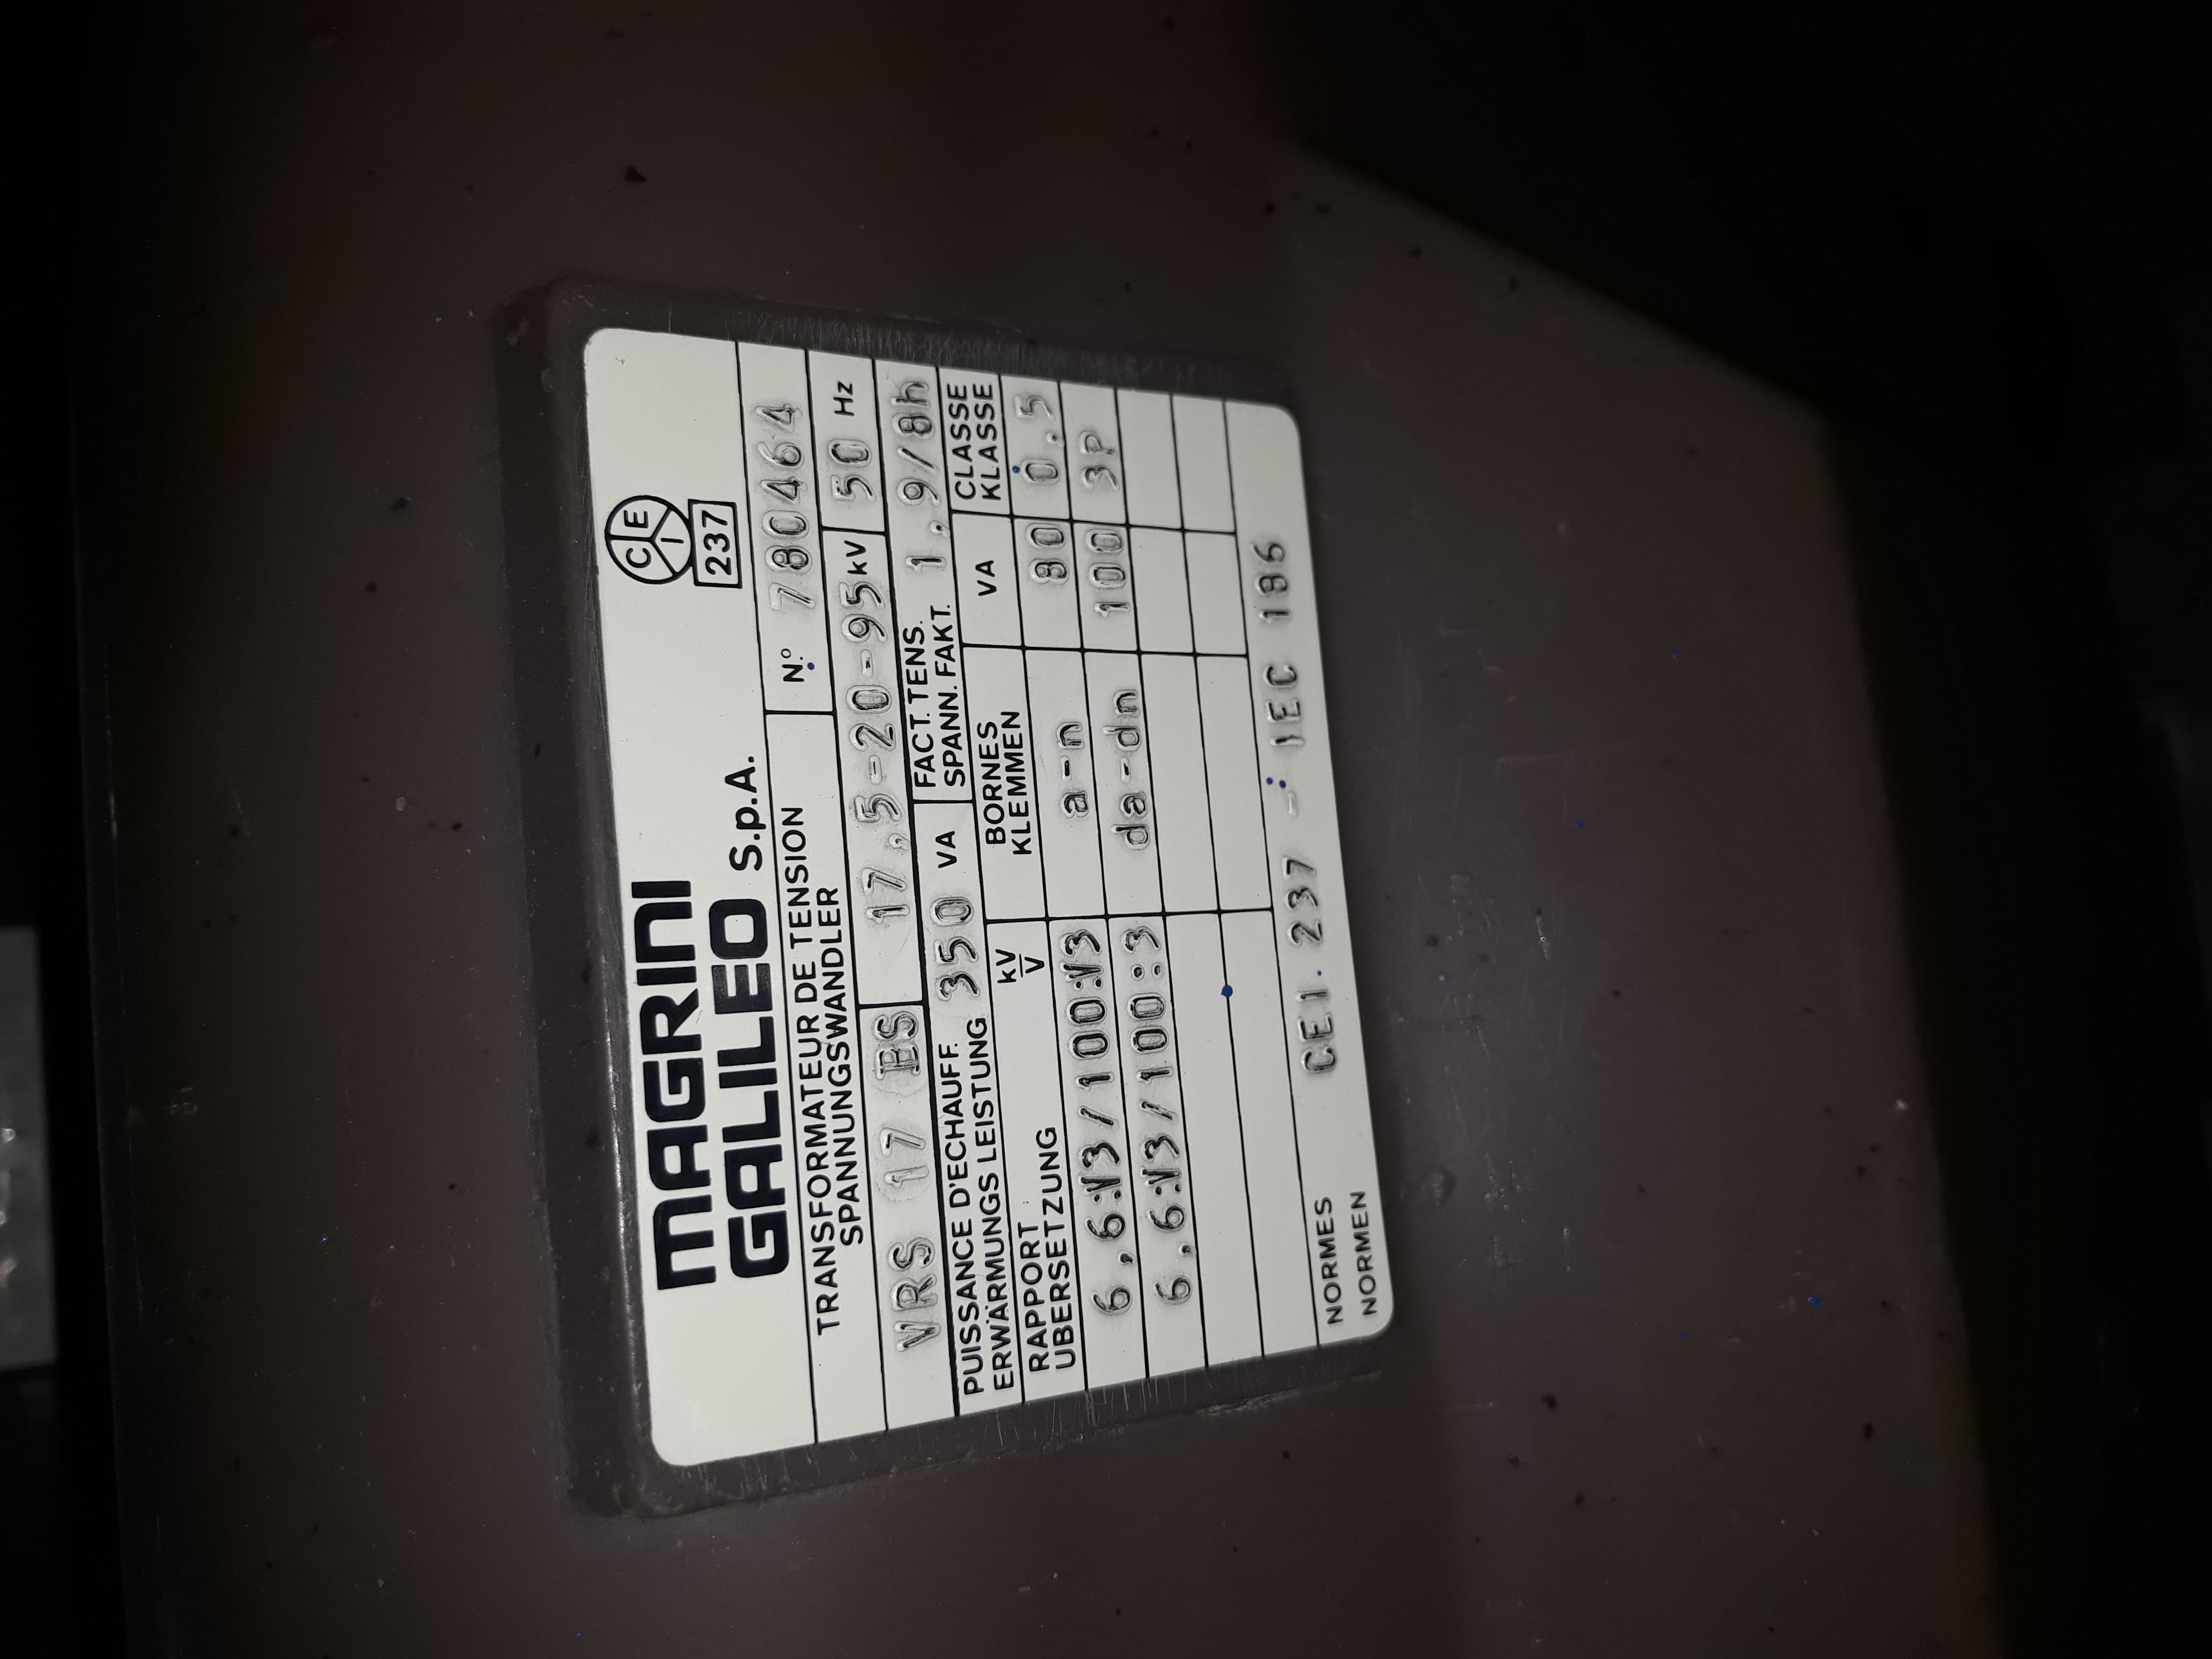 MAGRINI
GALILEO S.p.A.
CEI
237
TRANSFORMATEUR DE TENSION
SPANNUNGSWANDLER
N.º 780464
VRS 17 BS 17,5-20-95 kV 50 Hz
PUISSANCE D'ECHAUFF.
ERWÄRMUNGS LEISTUNG
350 VA
FACT. TENS.
SPANN. FAKT.
1,9/8h
RAPPORT
UBERSETZUNG
kV
V
BORNES
KLEMMEN
VA
CLASSE
KLASSE
6,6:√3/100:√3 a-n 80 0.5
6,6:√3/100:3 da-dn 100 3P
NORMES
NORMEN
CEI. 237 - IEC 186